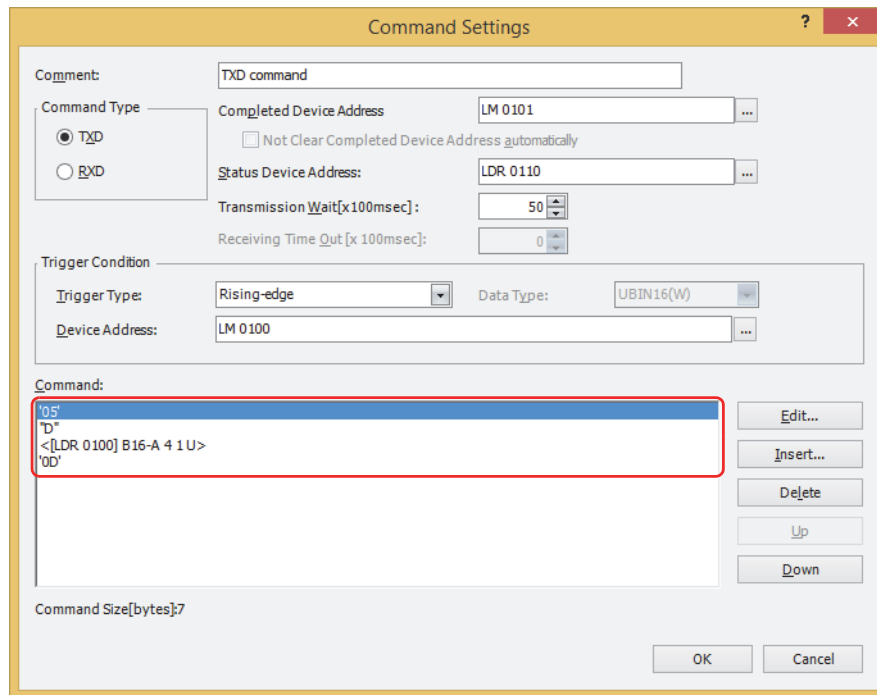 Command Settings
? ×
Comment: TXD command
Command Type
TXD
RXD
Completed Device Address LM 0101 ...
Not Clear Completed Device Address automatically
Status Device Address: LDR 0110 ...
Transmission Wait[x100msec] : 50
Receiving Time Out [x 100msec]: 0
Trigger Condition
Trigger Type: Rising-edge Data Type: UBIN16(W)
Device Address: LM 0100 ...
Command:
'05'
"D"
<[LDR 0100] B16-A 4 1 U>
'0D'
Edit...
Insert...
Delete
Up
Down
Command Size[bytes]:7
OK Cancel